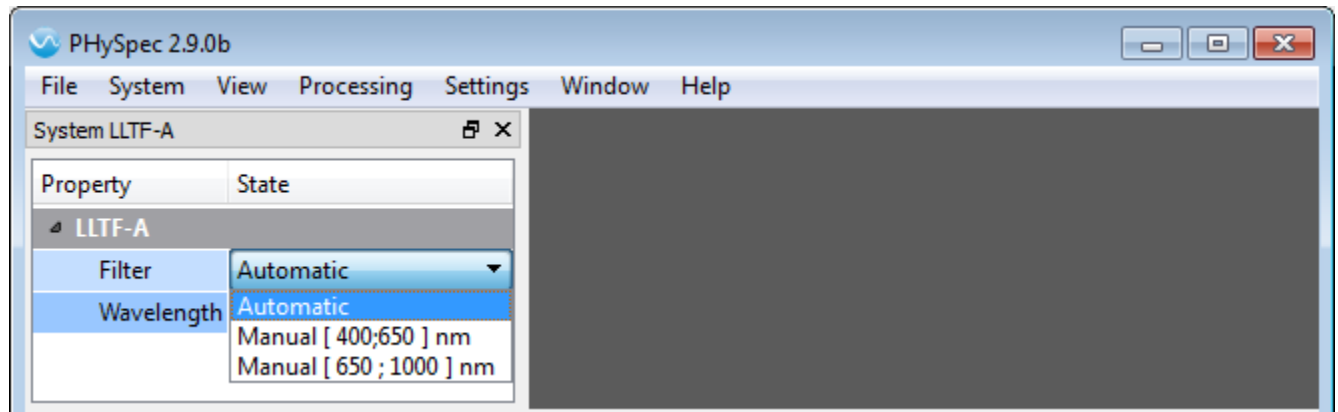 PHySpec 2.9.0b
File System View Processing Settings Window Help
System LLTF-A
Property State
LLTF-A
Filter Automatic
Wavelength Automatic
Manual [ 400;650 ] nm
Manual [ 650 ; 1000 ] nm